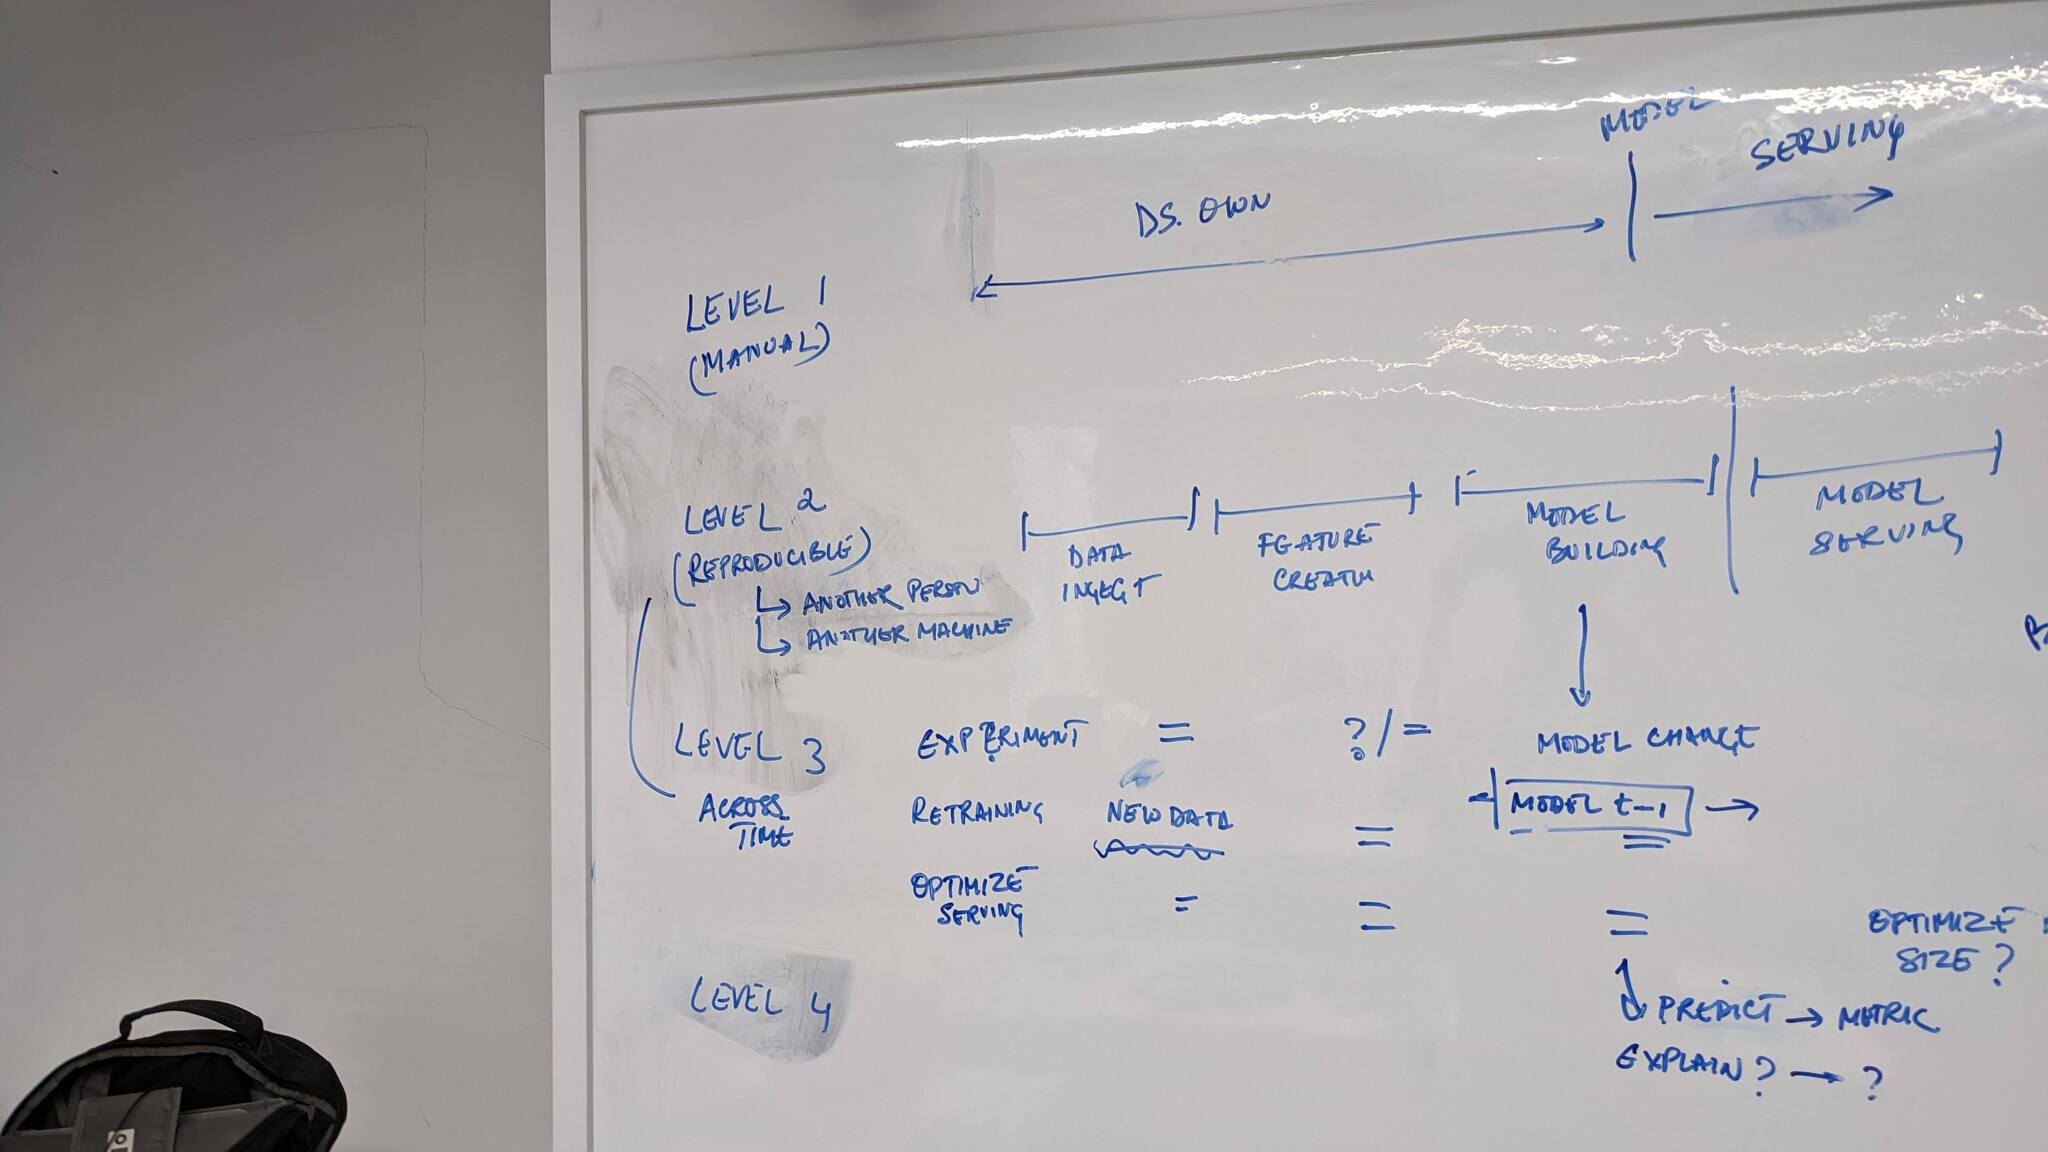 MODEL
SERVING
DS. OWN
LEVEL 1
(MANUAL)
LEVEL 2
(REPRODUCIBLE)
↳ ANOTHER PERSON
↳ ANOTHER MACHINE
DATA
INGEST
FEATURE
CREATIN
MODEL
BUILDING
MODEL
SERVING
LEVEL 3
ACROSS
TIME
EXPERIMENT = ?/= MODEL CHANGE
RETRAINING NEW DATA = MODEL t-1 →
OPTIMIZE
SERVING = = = OPTIMIZE
SIZE?
LEVEL 4
PREDICT → METRIC
EXPLAIN? → ?